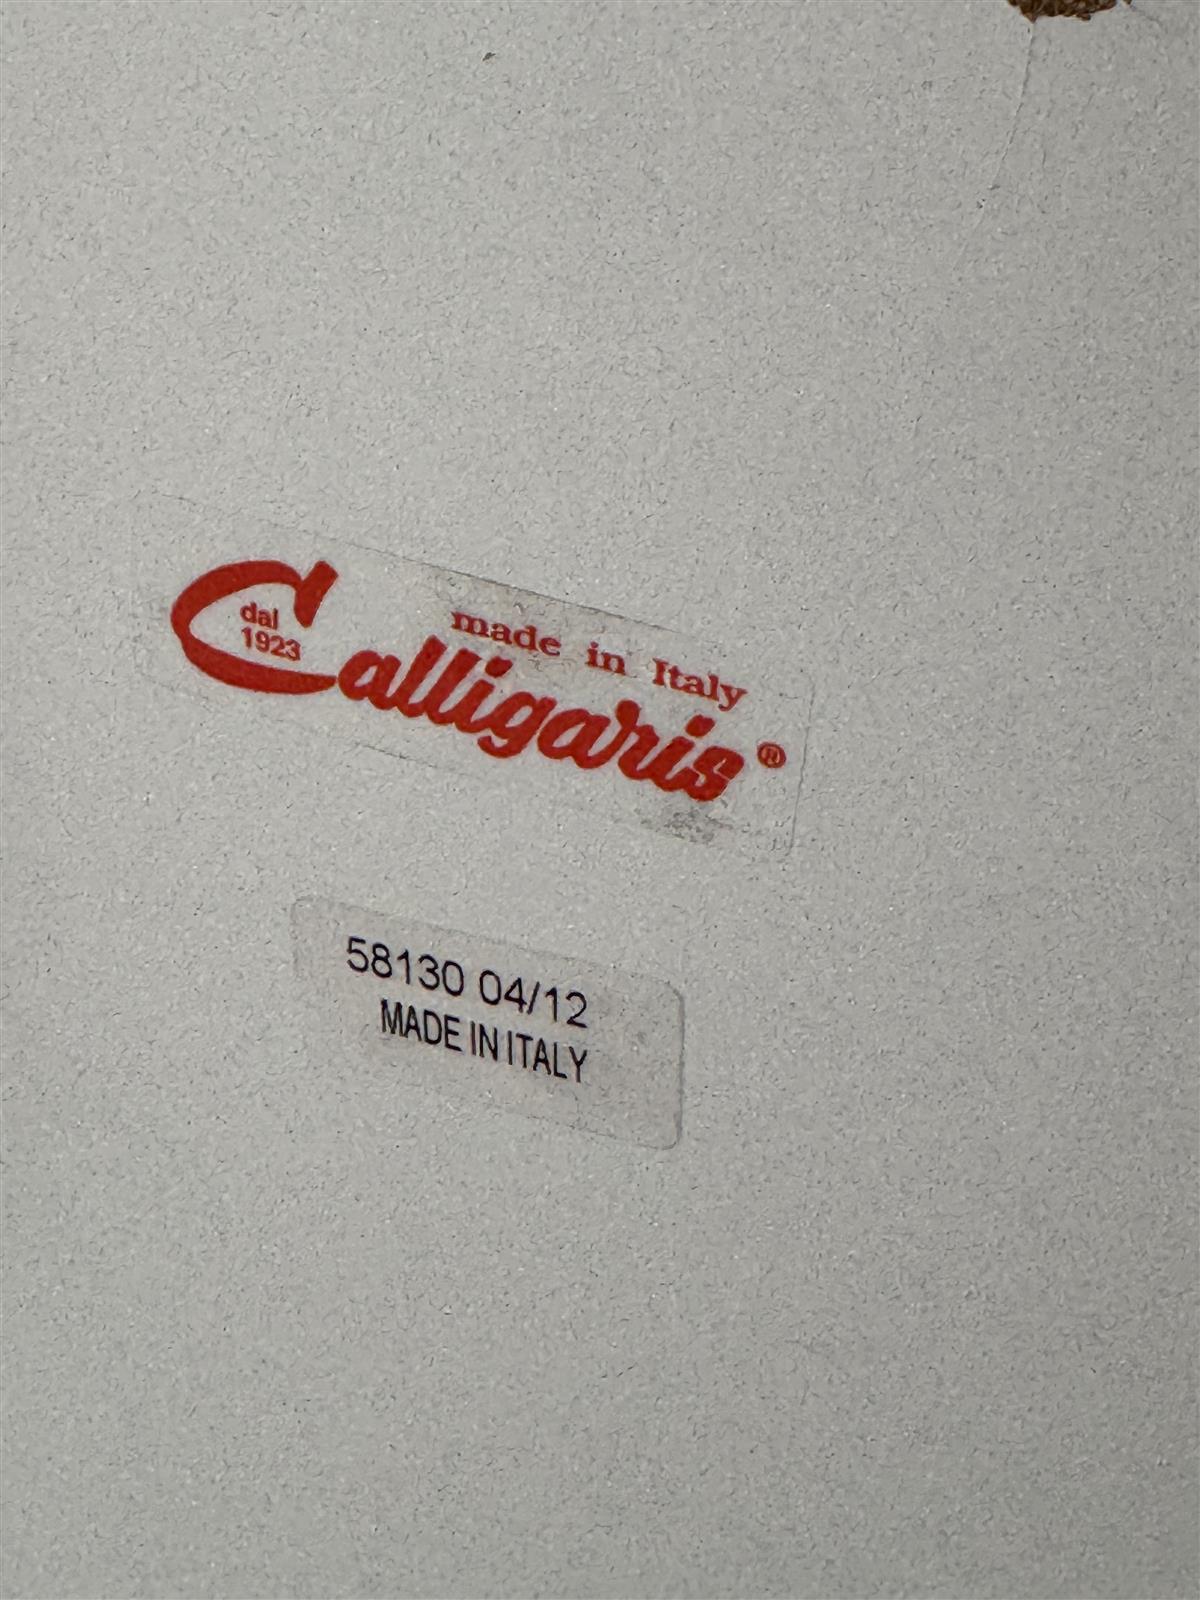 made in Italy
dal
1923
Calligaris®
58130 04/12
MADE IN ITALY